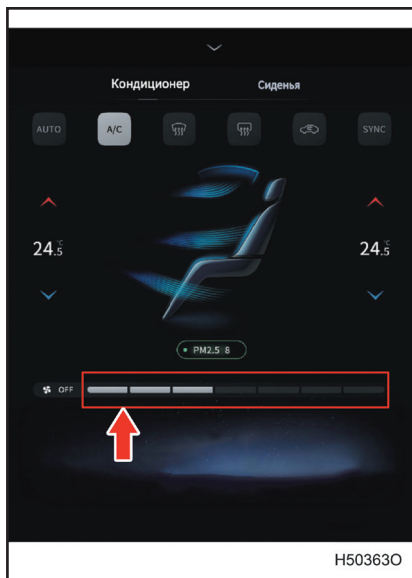 Кондиционер Сиденья
AUTO A/C SYNC
24.5°C 24.5°C
PM2.5 8
OFF
H50363O